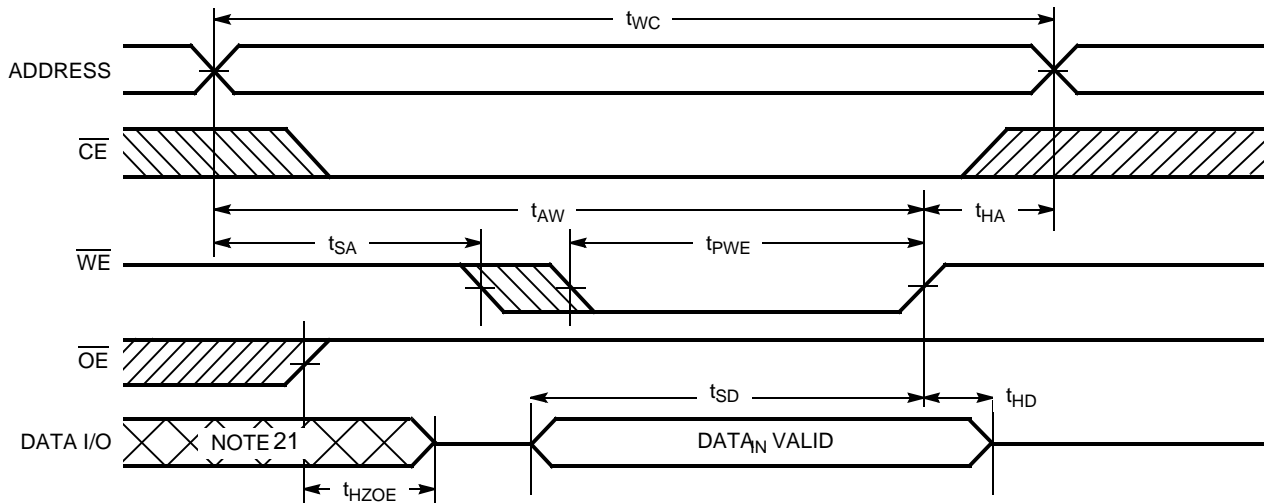 tWC
ADDRESS
CE
tAW
tHA
tSA
tPWE
WE
OE
tSD
tHD
DATA I/O
NOTE 21
DATAIN VALID
tHZOE